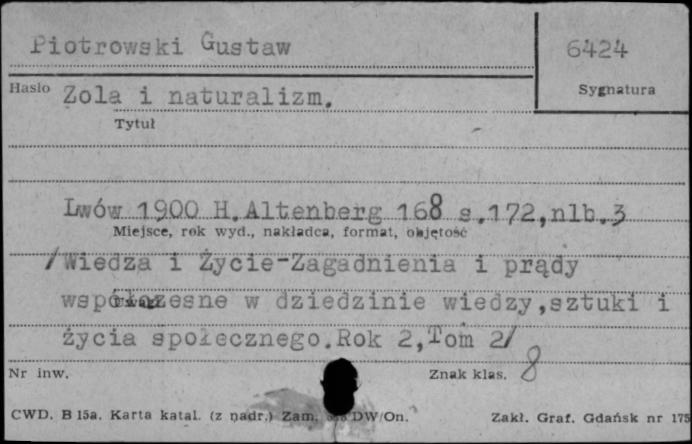 Piotrowski Gustaw
6424
Hasło Zola i naturalizm.
Sygnatura
Tytuł
Lwów 1900 H.Altenberg 168 s.172,nlb.3
Miejsce, rok wyd., nakładca, format, objętość
/Wiedza i Życie-Zagadnienia i prądy
współczesne w dziedzinie wiedzy,sztuki i
życia społecznego.Rok 2,Tom 2/
8
Nr inw.
Znak klas.
CWD. B 15a. Karta katal. (z nadr.) Zam. DW/On.
Zakł. Graf. Gdańsk nr 175